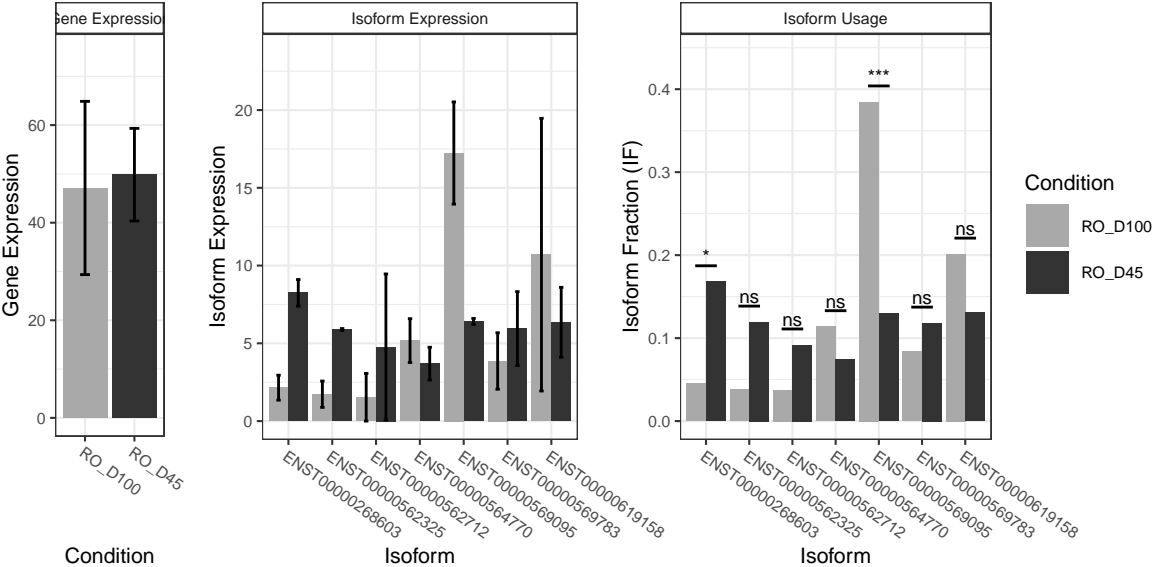 Gene Expression
Isoform Expression
Isoform Usage
Gene Expression
0
20
40
60
RO_D100
RO_D45
Condition
Isoform Expression
0
5
10
15
20
ENST00000268603
ENST00000562325
ENST00000562712
ENST00000564770
ENST00000569095
ENST00000569783
ENST00000619158
Isoform
Isoform Fraction (IF)
0.0
0.1
0.2
0.3
0.4
*
ns
ns
ns
***
ns
ns
ENST00000268603
ENST00000562325
ENST00000562712
ENST00000564770
ENST00000569095
ENST00000569783
ENST00000619158
Isoform
Condition
RO_D100
RO_D45